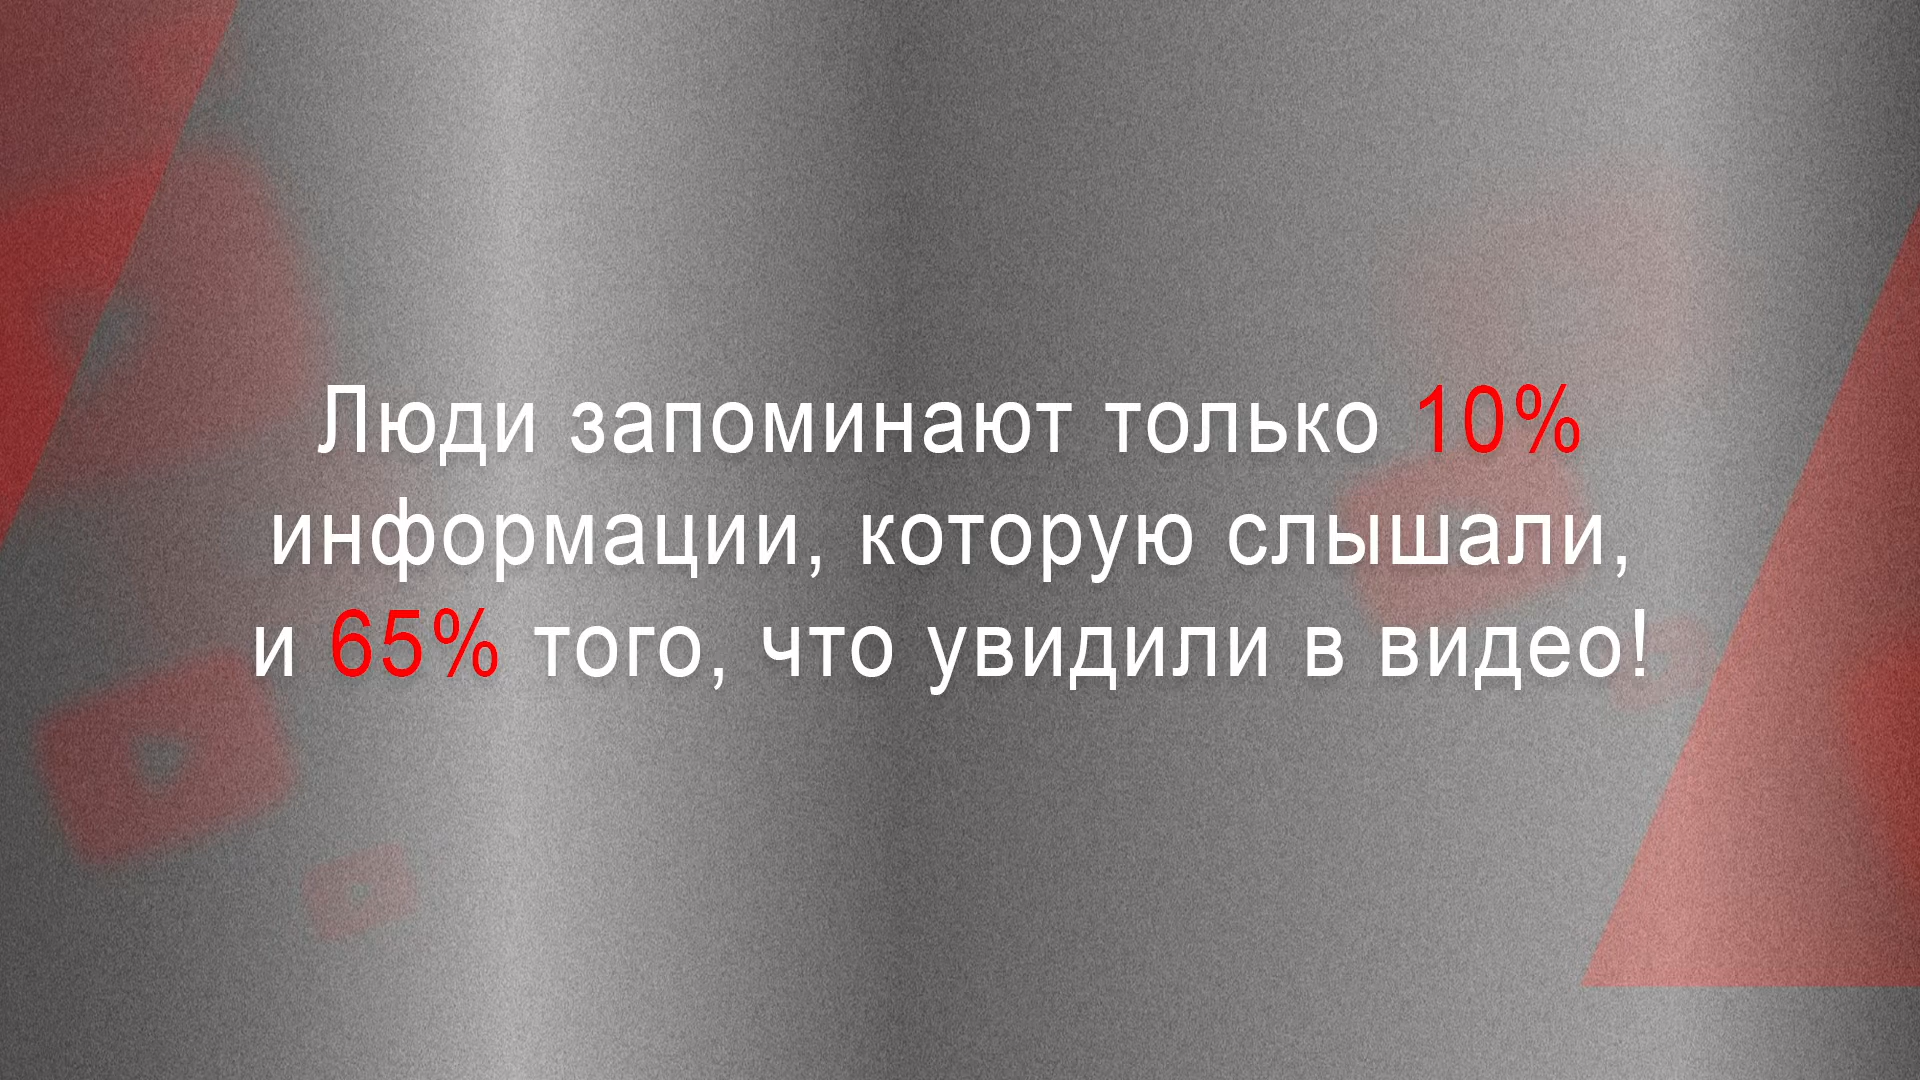 Люди запоминают только 10%
информации, которую слышали,
и 65% того, что увидили в видео!